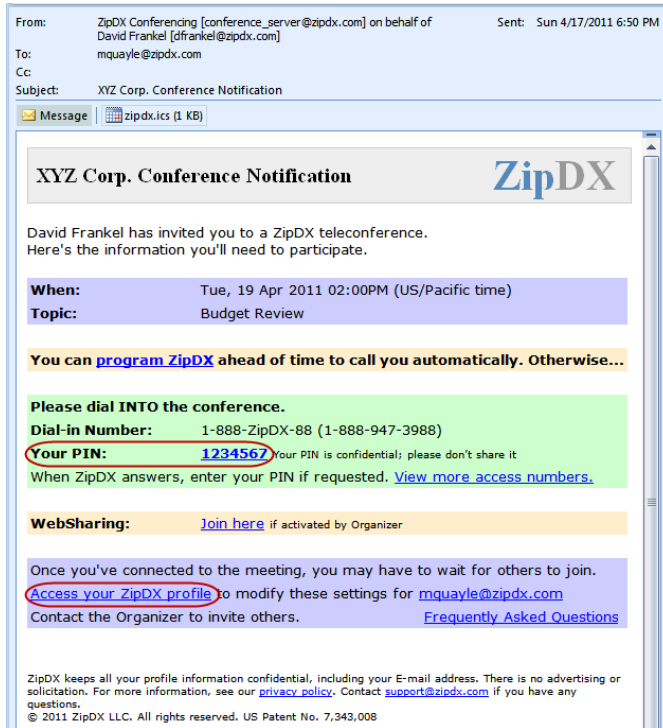 From: ZipDX Conferencing [conference_server@zipdx.com] on behalf of Sent: Sun 4/17/2011 6:50 PM
David Frankel [dfrankel@zipdx.com]
To: mquayle@zipdx.com
Cc:
Subject: XYZ Corp. Conference Notification
Message zipdx.ics (1 KB)
XYZ Corp. Conference Notification ZipDX
David Frankel has invited you to a ZipDX teleconference.
Here's the information you'll need to participate.
When: Tue, 19 Apr 2011 02:00PM (US/Pacific time)
Topic: Budget Review
You can program ZipDX ahead of time to call you automatically. Otherwise...
Please dial INTO the conference.
Dial-in Number: 1-888-ZipDX-88 (1-888-947-3988)
Your PIN: 1234567 Your PIN is confidential; please don't share it
When ZipDX answers, enter your PIN if requested. View more access numbers.
WebSharing: Join here if activated by Organizer
Once you've connected to the meeting, you may have to wait for others to join.
Access your ZipDX profile to modify these settings for mquayle@zipdx.com
Contact the Organizer to invite others. Frequently Asked Questions
ZipDX keeps all your profile information confidential, including your E-mail address. There is no advertising or
solicitation. For more information, see our privacy policy. Contact support@zipdx.com if you have any
questions.
© 2011 ZipDX LLC. All rights reserved. US Patent No. 7,343,008